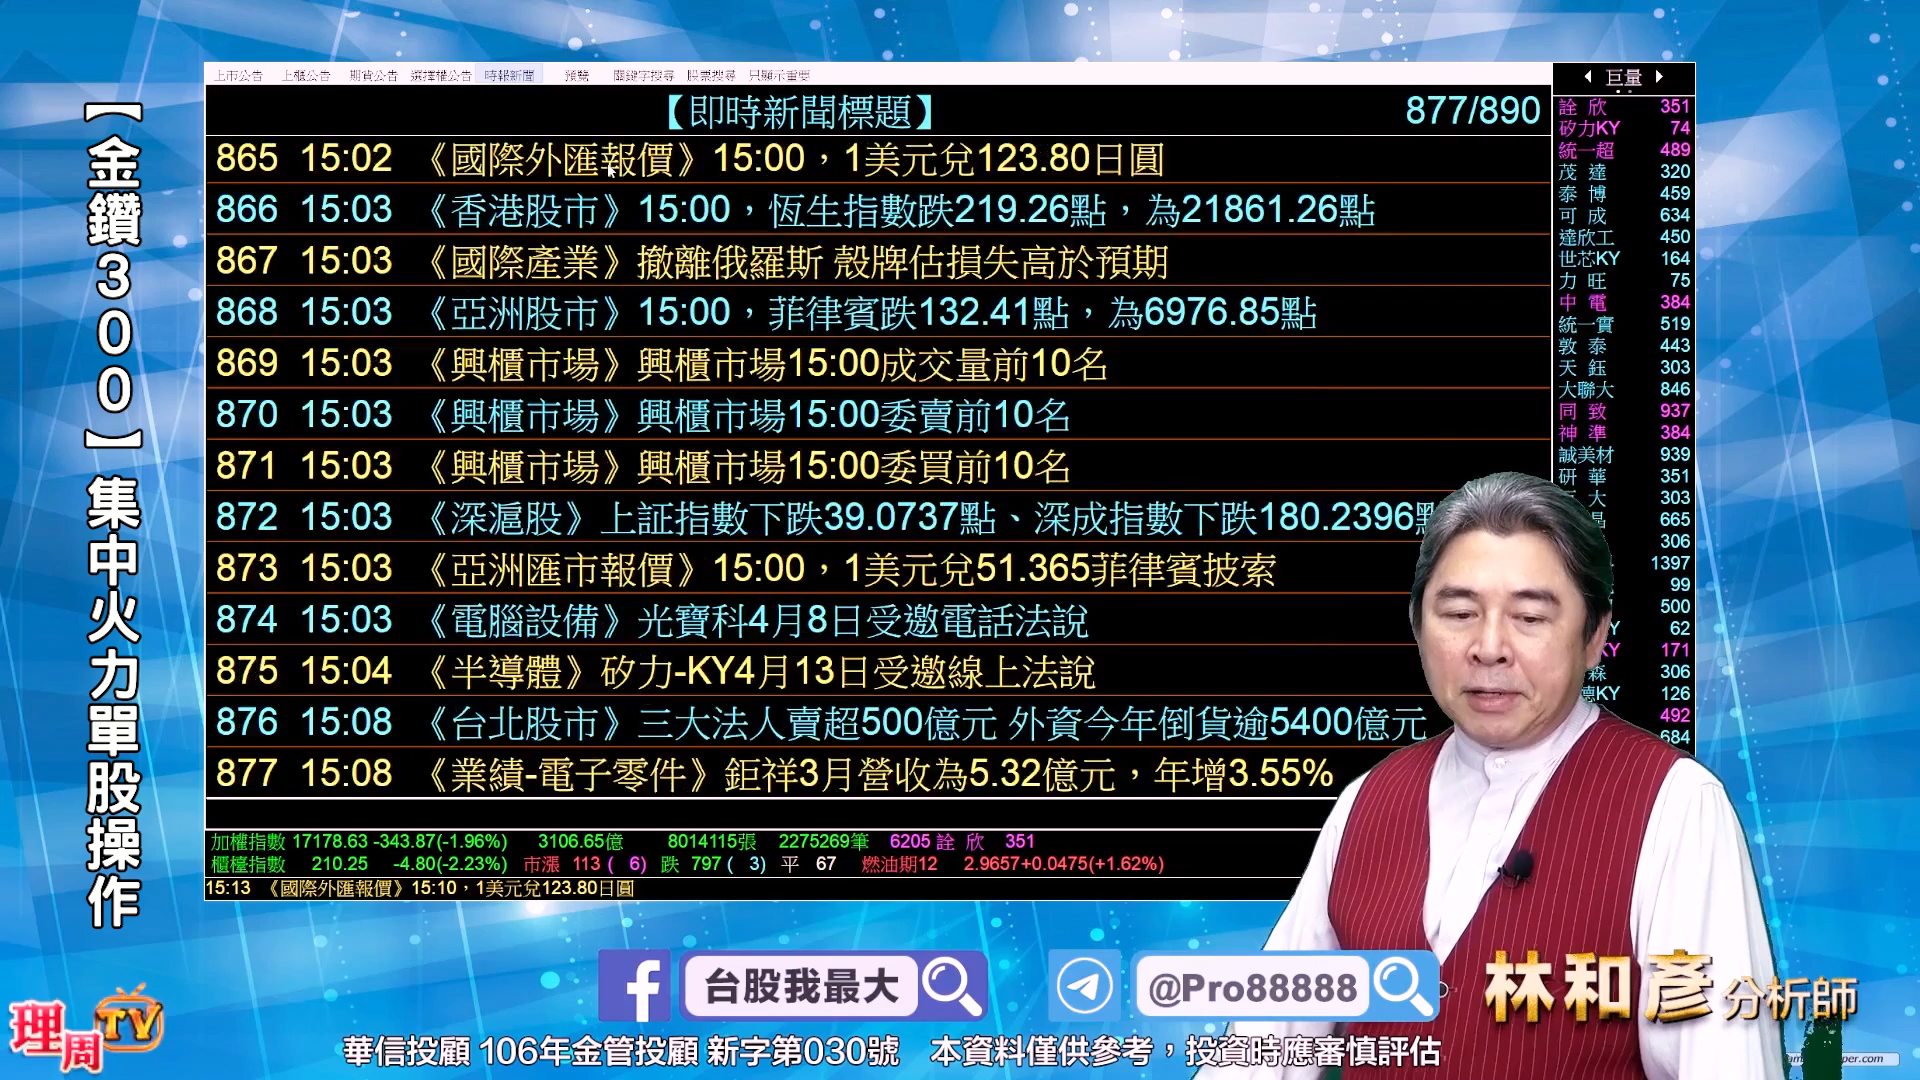 【金鑽300】集中火力單股操作
上市公告 上櫃公告 期貨公告 選擇權公告 時報新聞 預覽 關鍵字搜尋 股票搜尋 只顯示重要
【即時新聞標題】 877/890
865 15:02 《國際外匯報價》15:00，1美元兌123.80日圓
866 15:03 《香港股市》15:00，恆生指數跌219.26點，為21861.26點
867 15:03 《國際產業》撤離俄羅斯 殼牌估損失高於預期
868 15:03 《亞洲股市》15:00，菲律賓跌132.41點，為6976.85點
869 15:03 《興櫃市場》興櫃市場15:00成交量前10名
870 15:03 《興櫃市場》興櫃市場15:00委賣前10名
871 15:03 《興櫃市場》興櫃市場15:00委買前10名
872 15:03 《深滬股》上証指數下跌39.0737點、深成指數下跌180.2396
873 15:03 《亞洲匯市報價》15:00，1美元兌51.365菲律賓披索
874 15:03 《電腦設備》光寶科4月8日受邀電話法說
875 15:04 《半導體》矽力-KY4月13日受邀線上法說
876 15:08 《台北股市》三大法人賣超500億元 外資今年倒貨逾5400億元
877 15:08 《業績-電子零件》鉅祥3月營收為5.32億元，年增3.55%
加權指數 17178.63 -343.87(-1.96%) 3106.65億 8014115張 2275269筆 6205 詮欣 351
櫃檯指數 210.25 -4.80(-2.23%) 市漲 113 ( 6) 跌 797 ( 3) 平 67 燃油期12 2.9657+0.0475(+1.62%)
15:13 《國際外匯報價》15:10，1美元兌123.80日圓
巨量
詮欣 351
矽力KY 74
統一超 489
茂達 320
泰博 459
可成 634
達欣工 450
世芯KY 164
力旺 75
中電 384
統一實 519
敦泰 443
天鈺 303
大聯大 846
同致 937
神準 384
誠美材 939
研華 351
大 303
665
306
1397
99
500
Y 62
KY 171
森 306
德KY 126
492
684
台股我最大
@Pro88888
林和彥 分析師
理周TV
華信投顧 106年金管投顧 新字第030號 本資料僅供參考，投資時應審慎評估